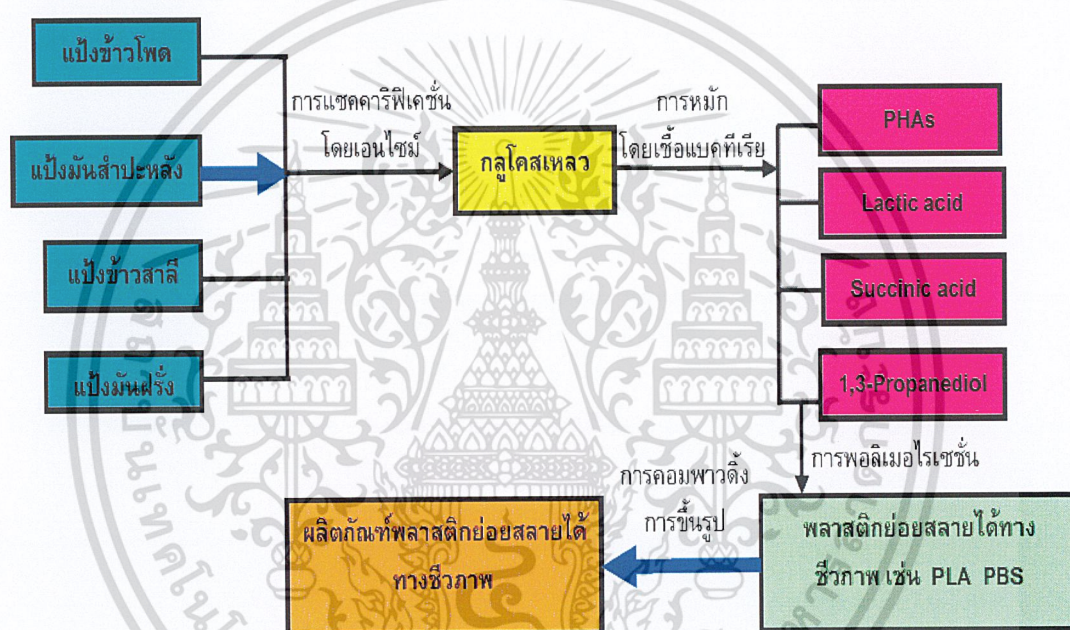 แป้งข้าวโพด
แป้งมันสำปะหลัง
แป้งข้าวสาลี
แป้งมันฝรั่ง
การแซคคาริฟิเคชั่น
โดยเอนไซม์
กลูโคสเหลว
การหมัก
โดยเชื้อแบคทีเรีย
PHAs
Lactic acid
Succinic acid
1,3-Propanediol
การพอลิเมอไรเซชั่น
พลาสติกย่อยสลายได้ทาง
ชีวภาพ เช่น PLA PBS
การคอมพาวดิ้ง
การขึ้นรูป
ผลิตภัณฑ์พลาสติกย่อยสลายได้
ทางชีวภาพ